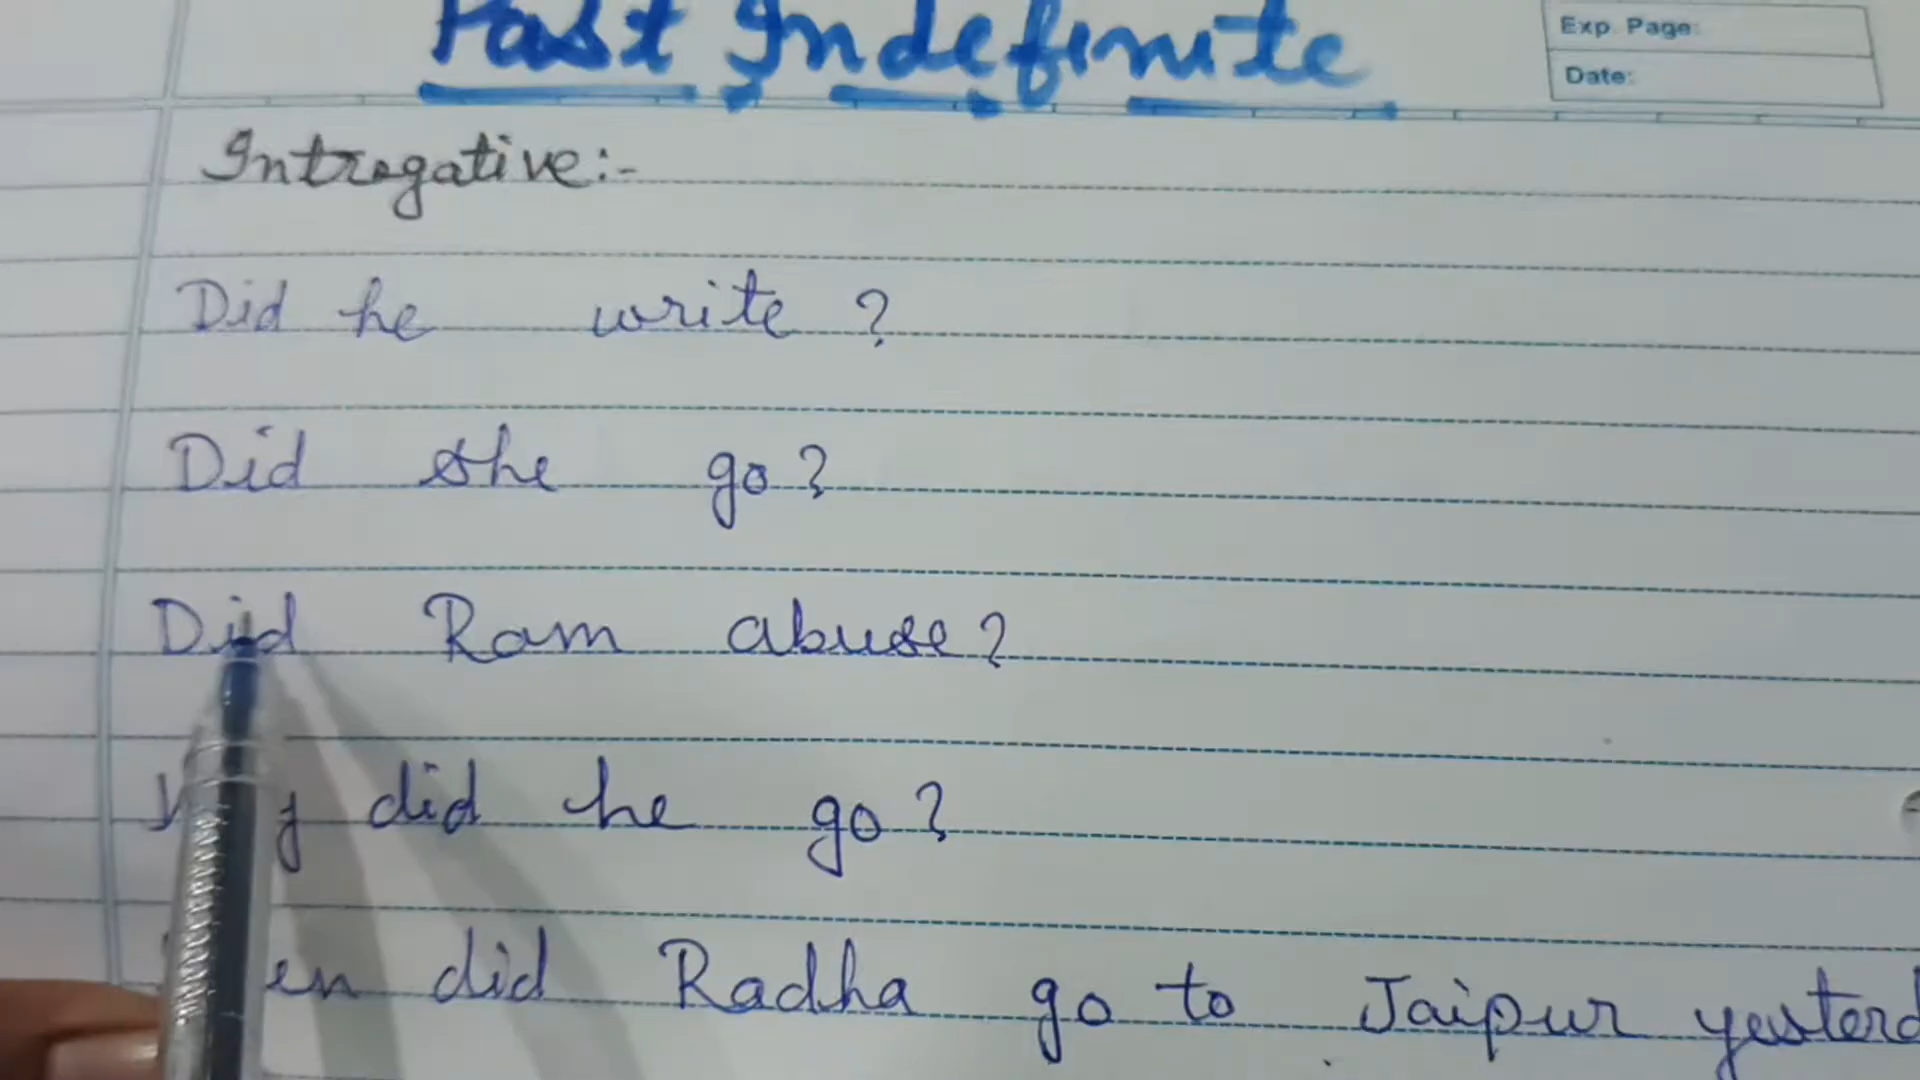 Past Indefinite
Exp. Page:
Date:
Introgative:-
Did he write ?
Did she go?
Did Ram abuse?
did he go?
did Radha go to Jaipur